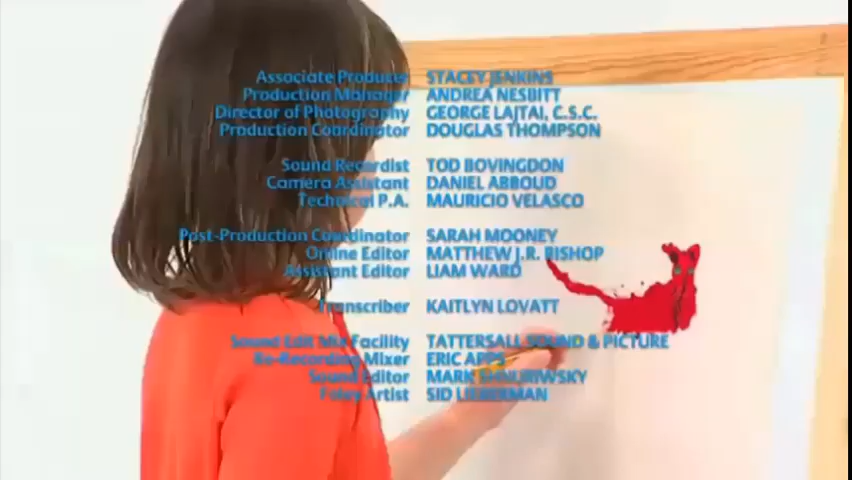 Associate Producer STACEY JENKINS
Production Manager ANDREA NESBITT
Director of Photography GEORGE LAJTAI, C.S.C.
Production Coordinator DOUGLAS THOMPSON
Sound Recordist TOD BOVINGDON
Camera Assistant DANIEL ABBOUD
Technical P.A. MAURICIO VELASCO
Post-Production Coordinator SARAH MOONEY
Online Editor MATTHEW J.R. BISHOP
Assistant Editor LIAM WARD
Transcriber KAITLYN LOVATT
Sound Edit Mix Facility TATTERSALL SOUND & PICTURE
Re-Recording Mixer ERIC APPS
Sound Editor MARK
Foley Artist SID LIEBERMAN